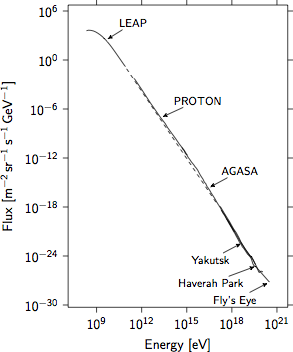 10⁶
10⁰
10⁻⁶
10⁻¹²
10⁻¹⁸
10⁻²⁴
10⁻³⁰
Flux [m⁻² sr⁻¹ s⁻¹ GeV⁻¹]
LEAP
PROTON
AGASA
Yakutsk
Haverah Park
Fly's Eye
10⁹
10¹²
10¹⁵
10¹⁸
10²¹
Energy [eV]